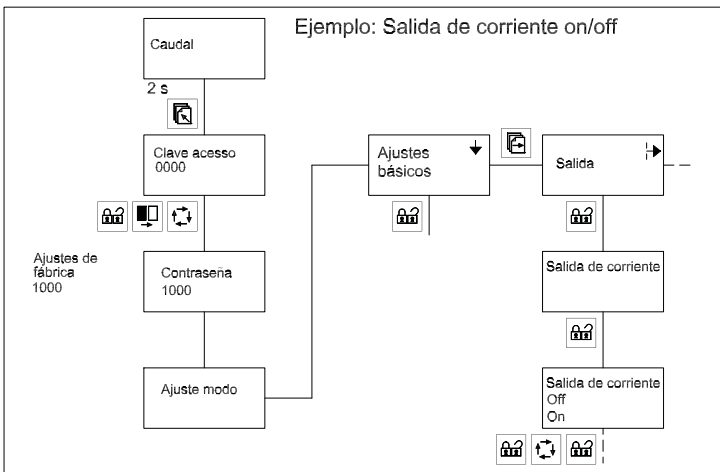 Ejemplo: Salida de corriente on/off
Caudal
2 s
Clave acesso
0000
Ajustes de
fábrica
1000
Contraseña
1000
Ajuste modo
Ajustes
básicos
Salida
Salida de corriente
Salida de corriente
Off
On